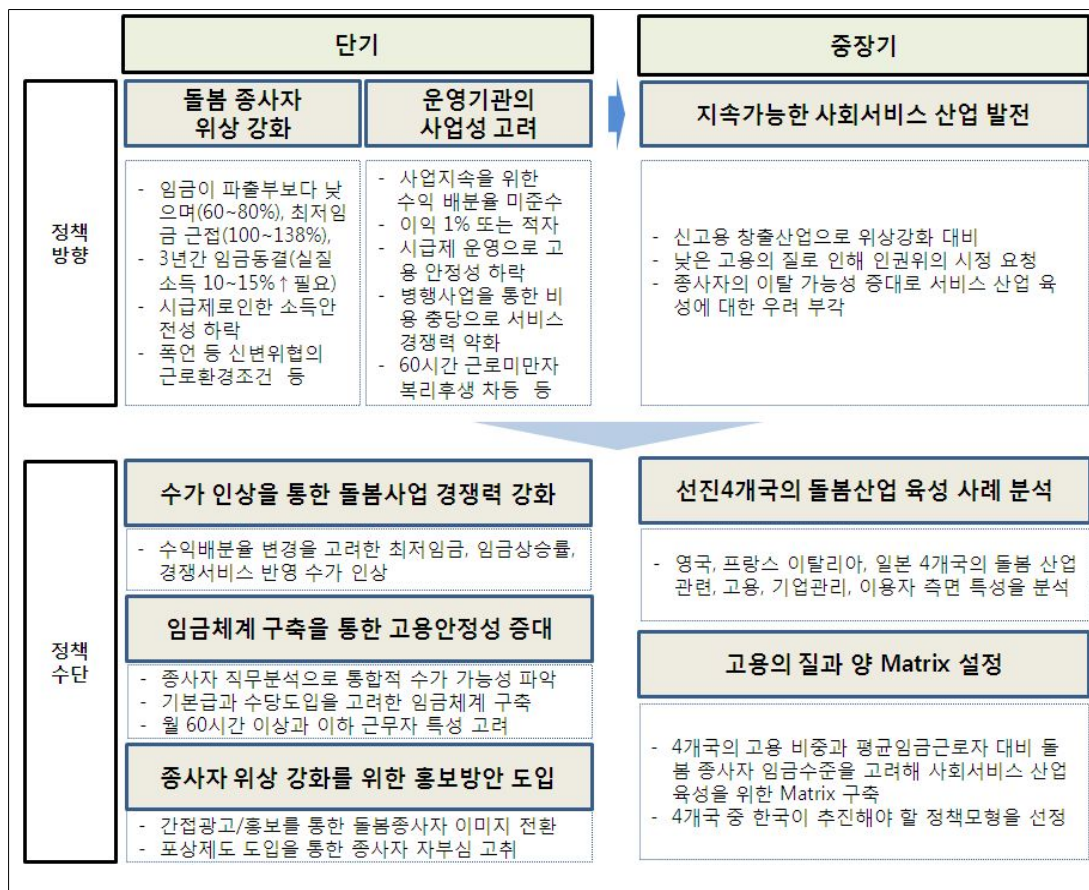 단기
중장기
정책
방향
돌봄 종사자
위상 강화
- 임금이 파출부보다 낮
으며(60~80%), 최저임
금 근접(100~138%),
- 3년간 임금동결(실질
소득 10~15%↑필요)
- 시급제로인한 소득안
전성 하락
- 폭언 등 신변위협의
근로환경조건 등
운영기관의
사업성 고려
- 사업지속을 위한
수익 배분율 미준수
- 이익 1% 또는 적자
- 시급제 운영으로 고
용 안정성 하락
- 병행사업을 통한 비
용 충당으로 서비스
경쟁력 약화
- 60시간 근로미만자
복리후생 차등 등
지속가능한 사회서비스 산업 발전
- 신고용 창출산업으로 위상강화 대비
- 낮은 고용의 질로 인해 인권위의 시정 요청
- 종사자의 이탈 가능성 증대로 서비스 산업 육
성에 대한 우려 부각
정책
수단
수가 인상을 통한 돌봄사업 경쟁력 강화
- 수익배분율 변경을 고려한 최저임금, 임금상승률,
경쟁서비스 반영 수가 인상
임금체계 구축을 통한 고용안정성 증대
- 종사자 직무분석으로 통합적 수가 가능성 파악
- 기본급과 수당도입을 고려한 임금체계 구축
- 월 60시간 이상과 이하 근무자 특성 고려
종사자 위상 강화를 위한 홍보방안 도입
- 간접광고/홍보를 통한 돌봄종사자 이미지 전환
- 포상제도 도입을 통한 종사자 자부심 고취
선진4개국의 돌봄산업 육성 사례 분석
- 영국, 프랑스 이탈리아, 일본 4개국의 돌봄 산업
관련, 고용, 기업관리, 이용자 측면 특성을 분석
고용의 질과 양 Matrix 설정
- 4개국의 고용 비중과 평균임금근로자 대비 돌
봄 종사자 임금수준을 고려해 사회서비스 산업
육성을 위한 Matrix 구축
- 4개국 중 한국이 추진해야 할 정책모형을 선정